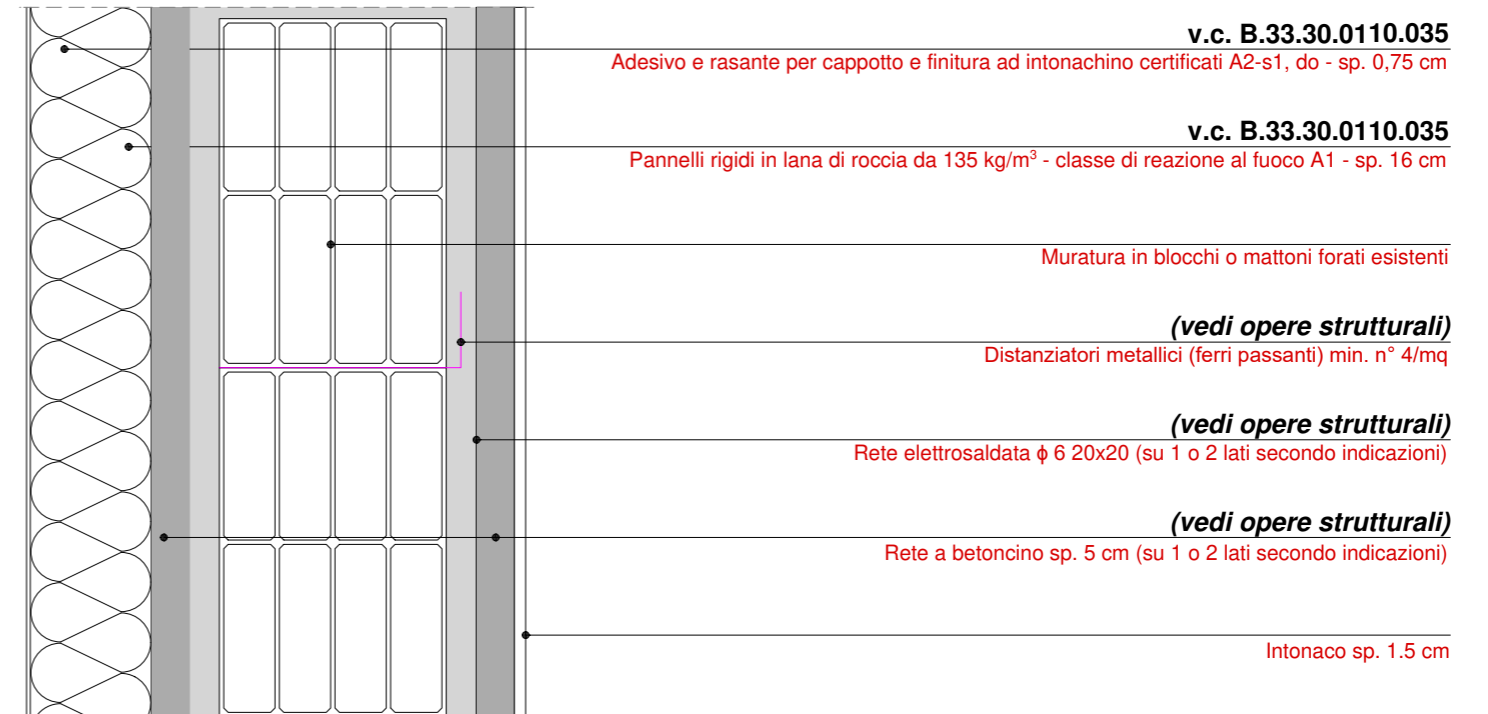 v.c. B.33.30.0110.035
Adesivo e rasante per cappotto e finitura ad intonachino certificati A2-s1, do - sp. 0,75 cm
v.c. B.33.30.0110.035
Pannelli rigidi in lana di roccia da 135 kg/m³ - classe di reazione al fuoco A1 - sp. 16 cm
Muratura in blocchi o mattoni forati esistenti
(vedi opere strutturali)
Distanziatori metallici (ferri passanti) min. n° 4/mq
(vedi opere strutturali)
Rete elettrosaldata ϕ 6 20x20 (su 1 o 2 lati secondo indicazioni)
(vedi opere strutturali)
Rete a betoncino sp. 5 cm (su 1 o 2 lati secondo indicazioni)
Intonaco sp. 1.5 cm